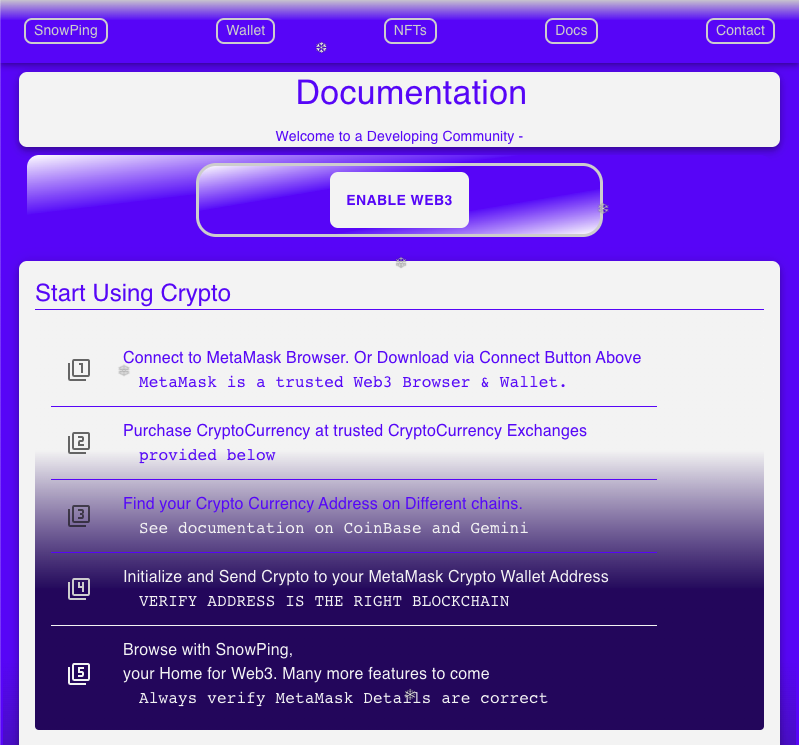 SnowPing
Wallet
NFTs
Docs
Contact
Documentation
Welcome to a Developing Community -
ENABLE WEB3
Start Using Crypto
1
Connect to MetaMask Browser. Or Download via Connect Button Above
MetaMask is a trusted Web3 Browser & Wallet.
2
Purchase CryptoCurrency at trusted CryptoCurrency Exchanges
provided below
3
Find your Crypto Currency Address on Different chains.
See documentation on CoinBase and Gemini
4
Initialize and Send Crypto to your MetaMask Crypto Wallet Address
VERIFY ADDRESS IS THE RIGHT BLOCKCHAIN
5
Browse with SnowPing,
your Home for Web3. Many more features to come
Always verify MetaMask Details are correct